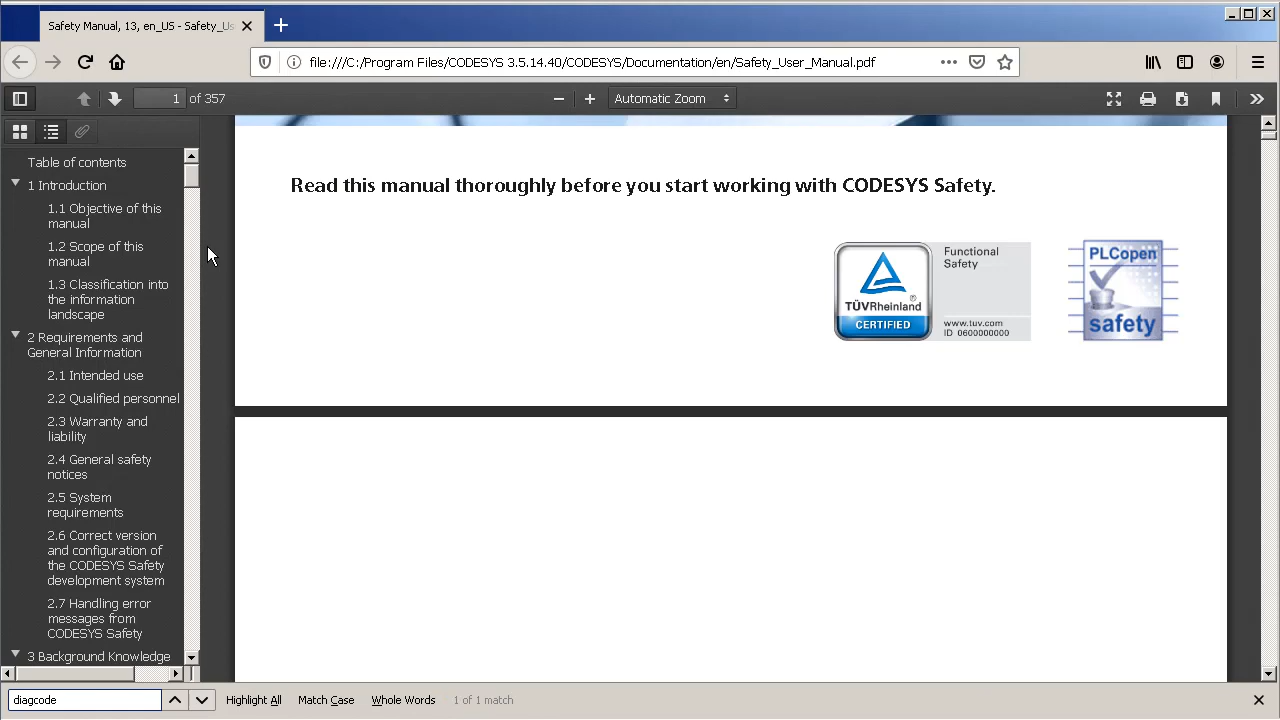 Safety Manual, 13, en_US - Safety_Us
file:///C:/Program Files/CODESYS 3.5.14.40/CODESYS/Documentation/en/Safety_User_Manual.pdf
1 of 357
Automatic Zoom
Table of contents
1 Introduction
1.1 Objective of this
manual
1.2 Scope of this
manual
1.3 Classification into
the information
landscape
2 Requirements and
General Information
2.1 Intended use
2.2 Qualified personnel
2.3 Warranty and
liability
2.4 General safety
notices
2.5 System
requirements
2.6 Correct version
and configuration of
the CODESYS Safety
development system
2.7 Handling error
messages from
CODESYS Safety
3 Background Knowledge
Read this manual thoroughly before you start working with CODESYS Safety.
TÜVRheinland
®
CERTIFIED
Functional
Safety
www.tuv.com
ID 0600000000
PLCopen
safety
diagcode
Highlight All
Match Case
Whole Words
1 of 1 match